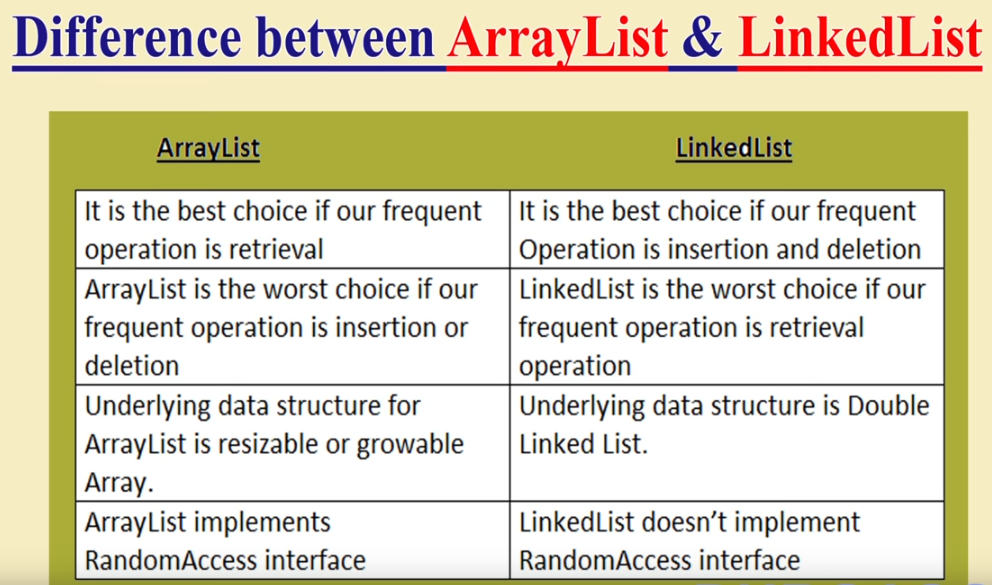 Difference between ArrayList & LinkedList
ArrayList
LinkedList
It is the best choice if our frequent
operation is retrieval
It is the best choice if our frequent
Operation is insertion and deletion
ArrayList is the worst choice if our
frequent operation is insertion or
deletion
LinkedList is the worst choice if our
frequent operation is retrieval
operation
Underlying data structure for
ArrayList is resizable or growable
Array.
Underlying data structure is Double
Linked List.
ArrayList implements
RandomAccess interface
LinkedList doesn’t implement
RandomAccess interface